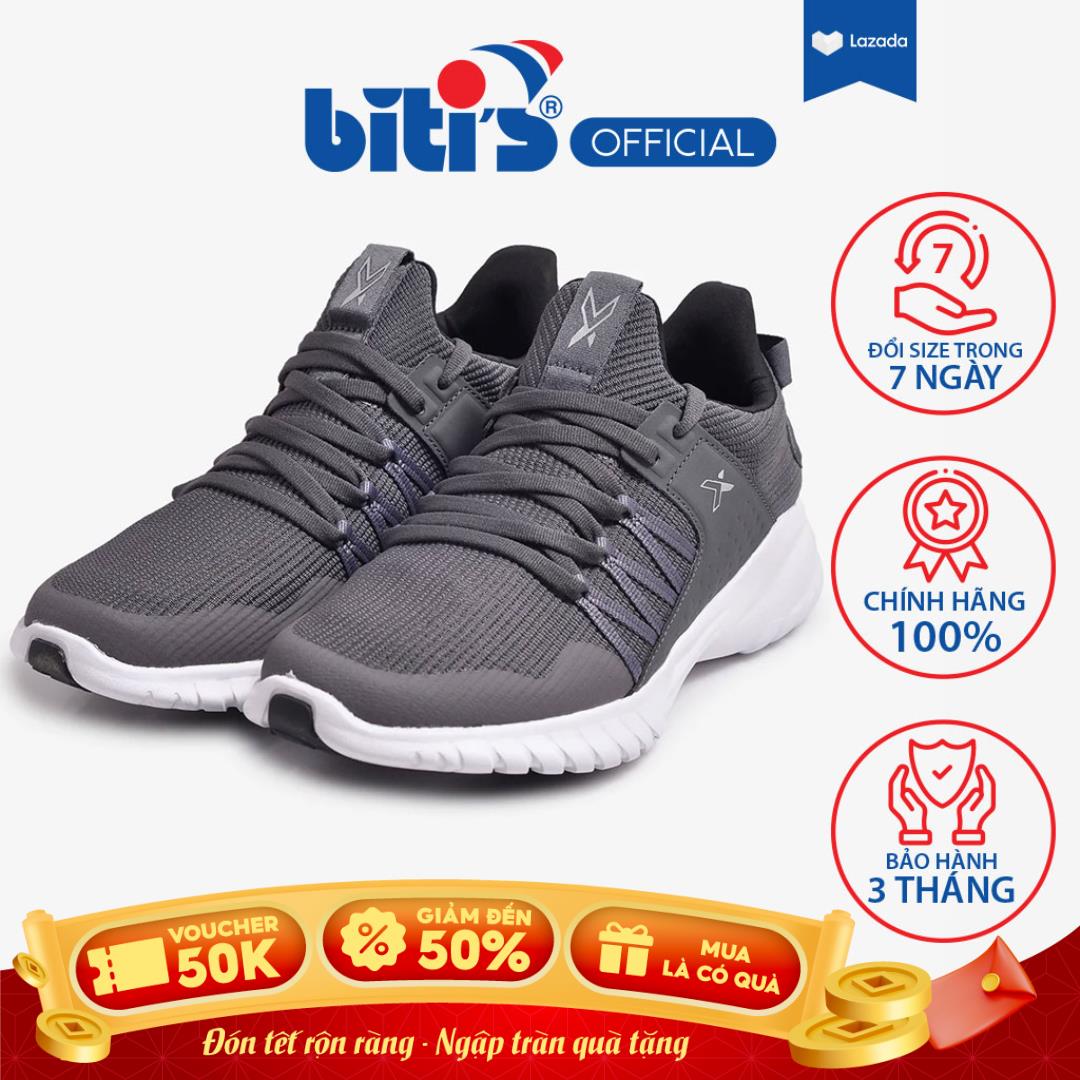 Lazada
biti's®
OFFICIAL
7
ĐỔI SIZE TRONG
7 NGÀY
CHÍNH HÃNG
100%
BẢO HÀNH
3 THÁNG
VOUCHER
50K
%
GIẢM ĐẾN
50%
MUA
LÀ CÓ QUÀ
Đón tết rộn ràng - Ngập tràn quà tặng